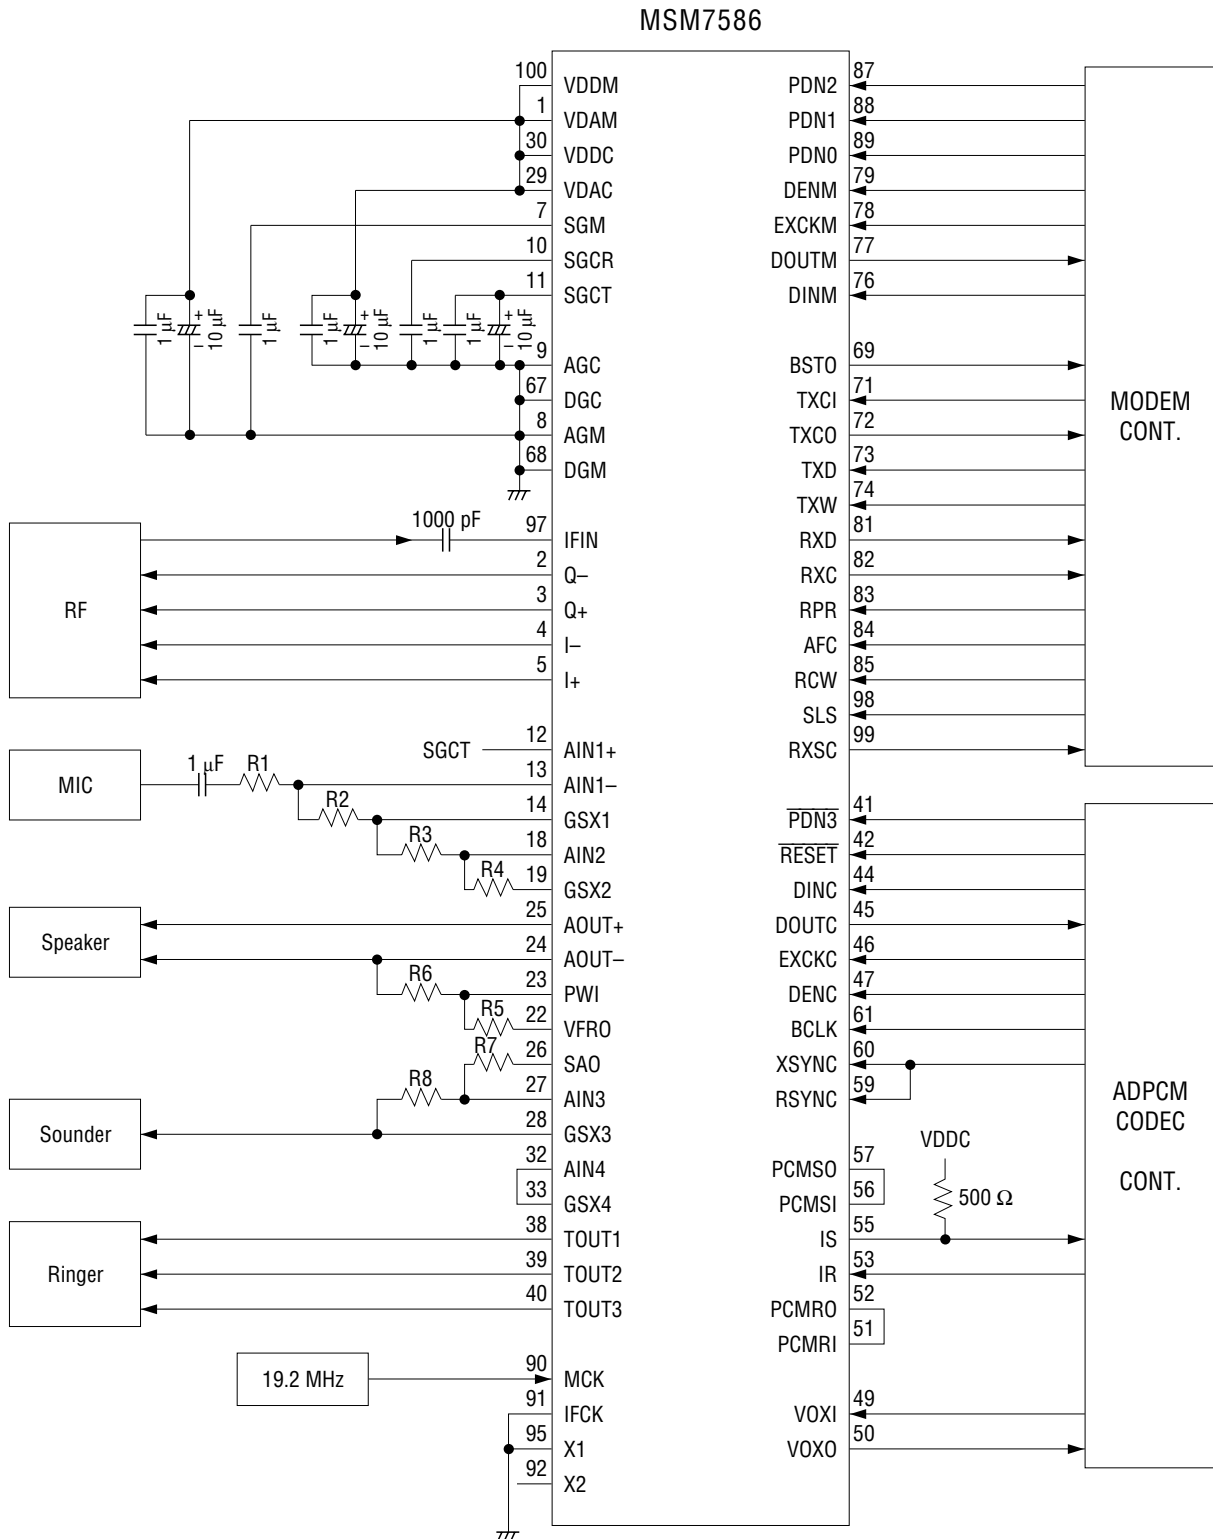 MSM7586
100 VDDM PDN2 87
1 VDAM PDN1 88
30 VDDC PDN0 89
29 VDAC DENM 79
7 SGM EXCKM 78
10 SGCR DOUTM 77
11 SGCT DINM 76
1 μF + – 10 μF 1 μF 1 μF + – 10 μF 1 μF 1 μF + – 10 μF
9 AGC BSTO 69
67 DGC TXCI 71
8 AGM TXCO 72
68 DGM TXD 73
TXW 74
MODEM
CONT.
1000 pF 97 IFIN RXD 81
2 Q– RXC 82
RF 3 Q+ RPR 83
4 I– AFC 84
5 I+ RCW 85
SLS 98
SGCT 12 AIN1+ RXSC 99
MIC 1 μF R1 13 AIN1–
R2 14 GSX1 PDN3 41
R3 18 AIN2 RESET 42
R4 19 GSX2 DINC 44
Speaker 25 AOUT+ DOUTC 45
24 AOUT– EXCKC 46
R6 23 PWI DENC 47
R5 22 VFRO BCLK 61
R7 26 SAO XSYNC 60
R8 27 AIN3 RSYNC 59
ADPCM
CODEC
CONT.
Sounder 28 GSX3
VDDC
32 AIN4 PCMSO 57
33 GSX4 PCMSI 56
500 Ω
38 TOUT1 IS 55
Ringer 39 TOUT2 IR 53
40 TOUT3 PCMRO 52
PCMRI 51
19.2 MHz 90 MCK
91 IFCK VOXI 49
95 X1 VOXO 50
92 X2